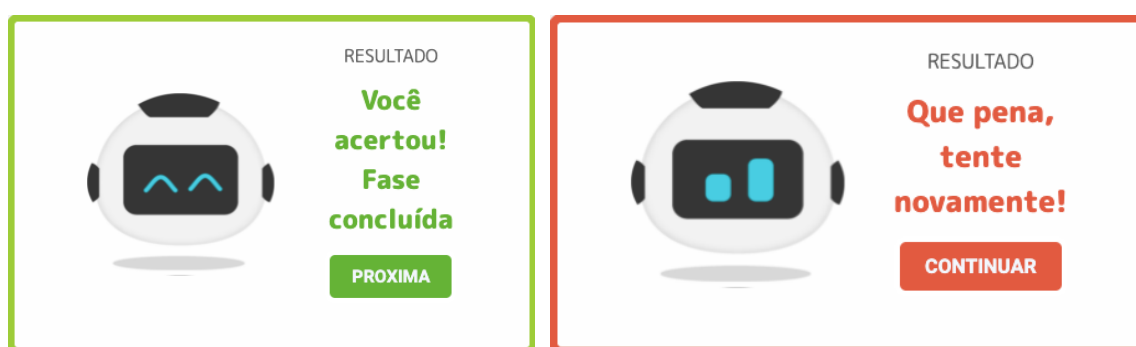 RESULTADO
Você
acertou!
Fase
concluída
PROXIMA
RESULTADO
Que pena,
tente
novamente!
CONTINUAR